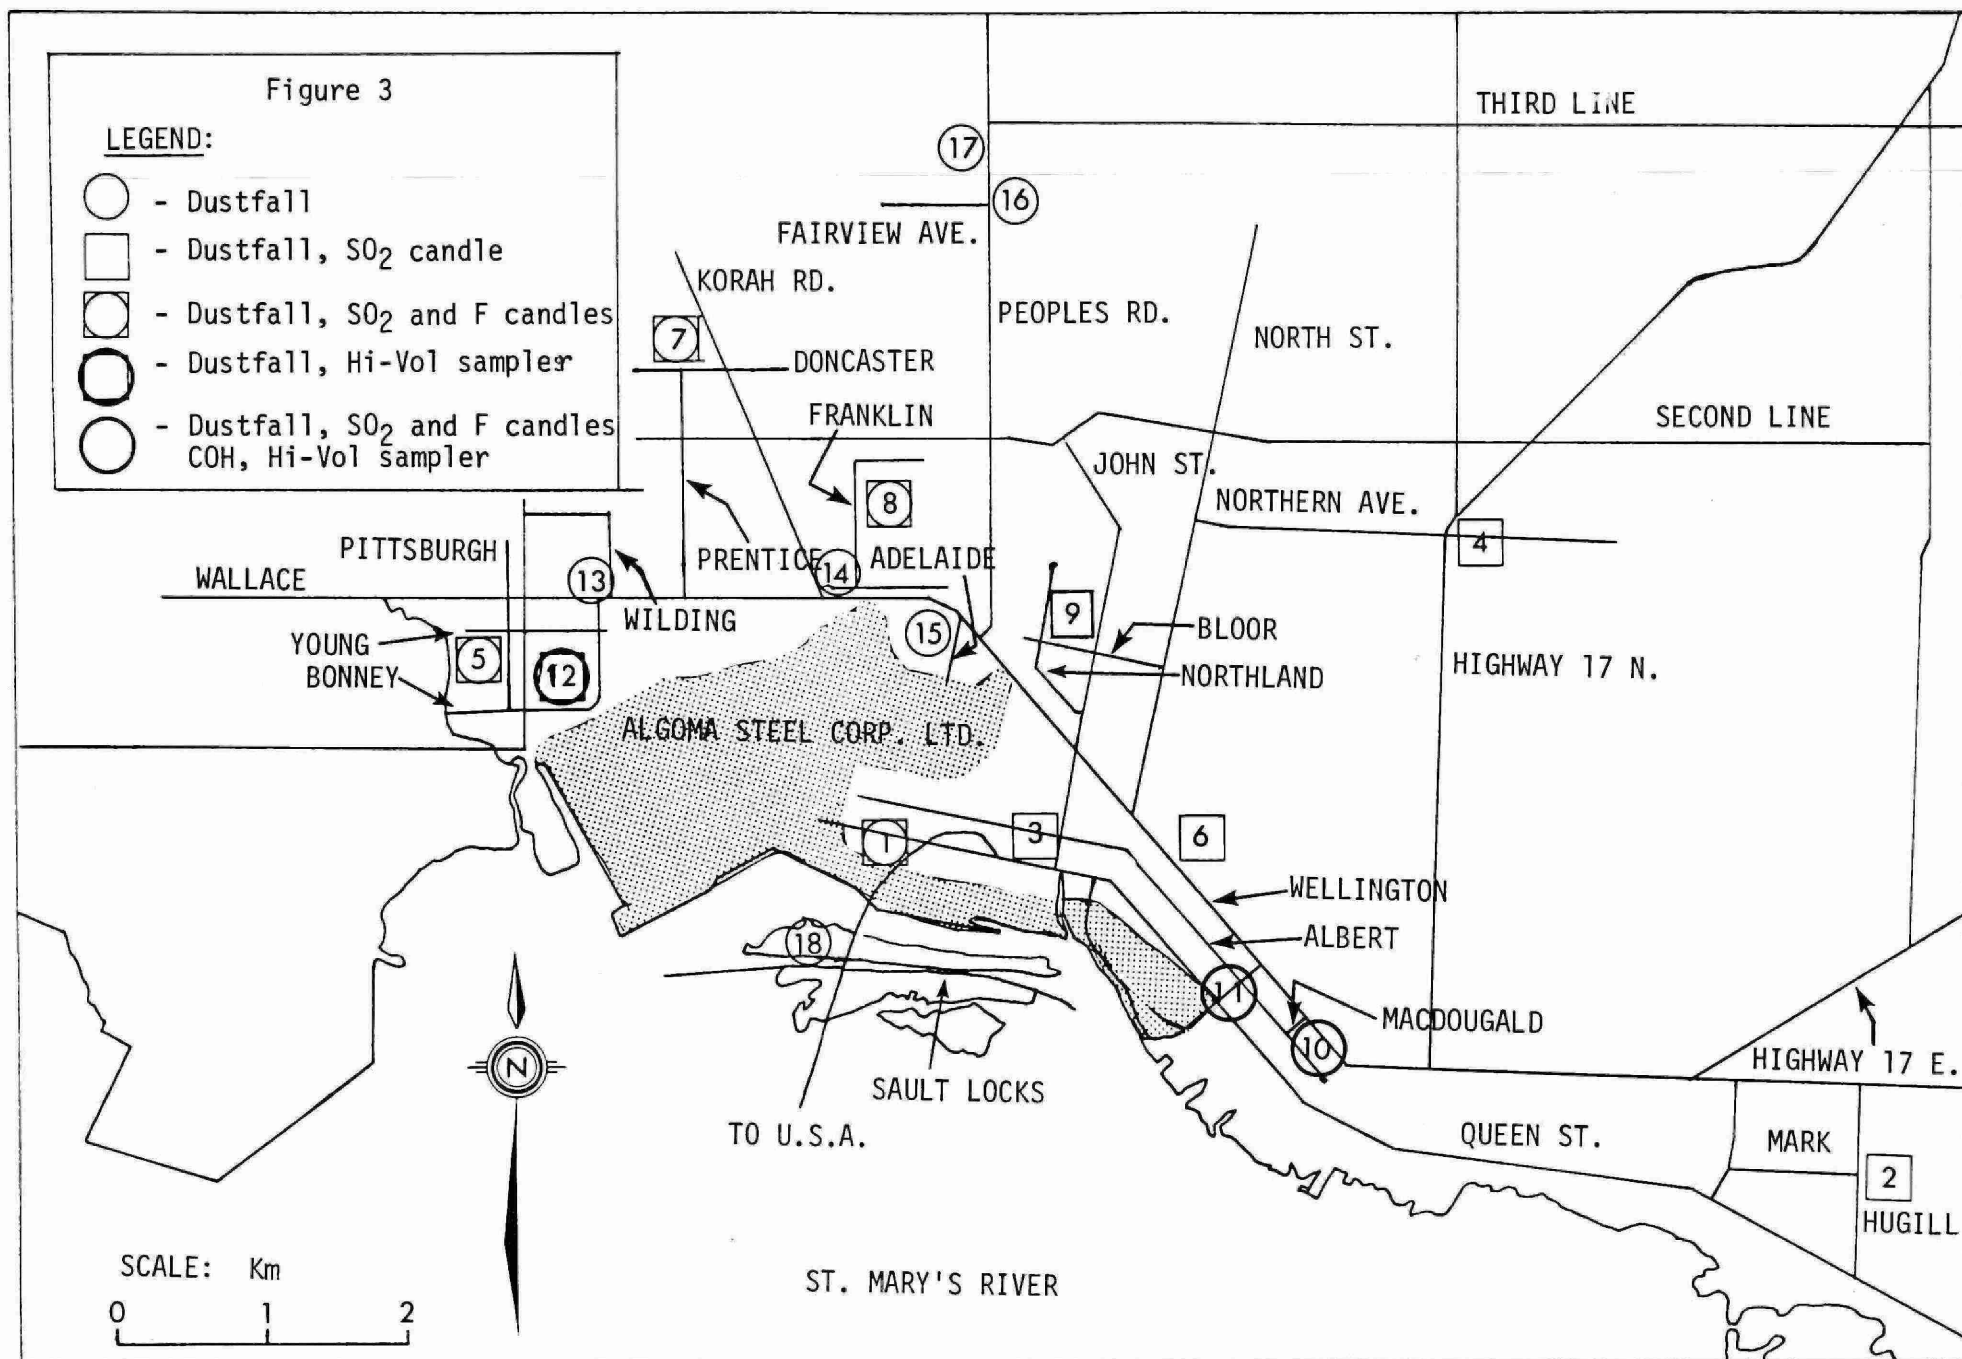 Figure 3
LEGEND:
- Dustfall
- Dustfall, SO2 candle
- Dustfall, SO2 and F candles
- Dustfall, Hi-Vol sampler
- Dustfall, SO2 and F candles
COH, Hi-Vol sampler
THIRD LINE
17
16
FAIRVIEW AVE.
KORAH RD.
PEOPLES RD.
NORTH ST.
7
DONCASTER
FRANKLIN
SECOND LINE
JOHN ST.
8
NORTHERN AVE.
4
PITTSBURGH
PRENTICE
14
ADELAIDE
WALLACE
13
WILDING
9
15
BLOOR
YOUNG
5
BONNEY
12
NORTHLAND
HIGHWAY 17 N.
ALGOMA STEEL CORP. LTD.
1
3
6
WELLINGTON
ALBERT
18
11
MACDOUGALD
10
N
SAULT LOCKS
HIGHWAY 17 E.
TO U.S.A.
QUEEN ST.
MARK
2
HUGILL
SCALE: Km
0 1 2
ST. MARY'S RIVER